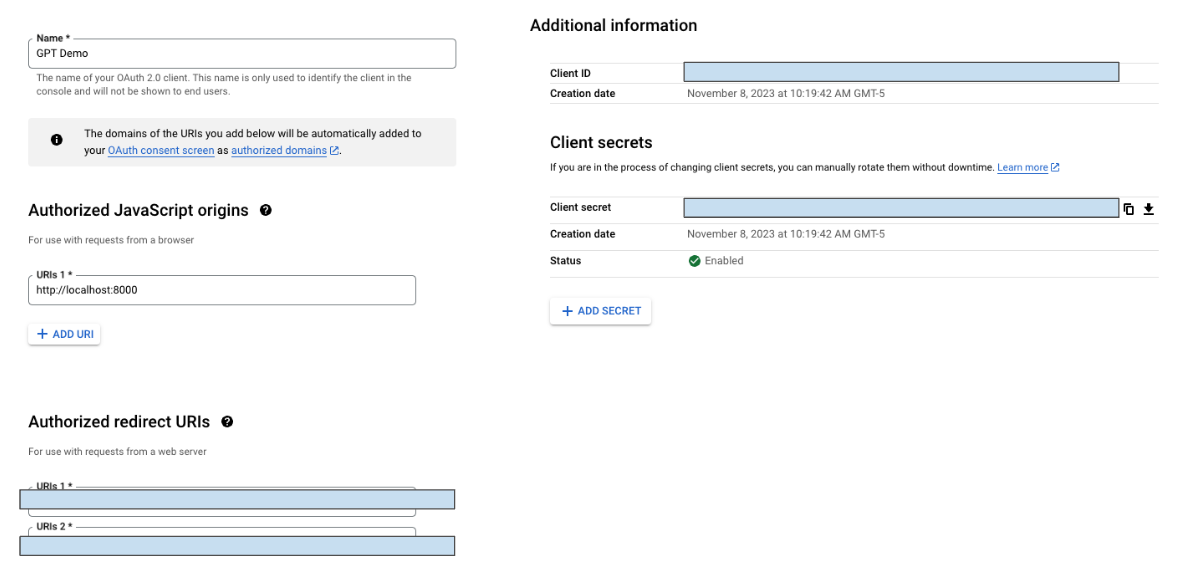 Name *
GPT Demo
The name of your OAuth 2.0 client. This name is only used to identify the client in the
console and will not be shown to end users.
The domains of the URIs you add below will be automatically added to
your OAuth consent screen as authorized domains.
Authorized JavaScript origins
For use with requests from a browser
URIs 1 *
http://localhost:8000
ADD URI
Authorized redirect URIs
For use with requests from a web server
URIs 1 *
URIs 2 *
Additional information
Client ID
Creation date November 8, 2023 at 10:19:42 AM GMT-5
Client secrets
If you are in the process of changing client secrets, you can manually rotate them without downtime. Learn more
Client secret
Creation date November 8, 2023 at 10:19:42 AM GMT-5
Status Enabled
ADD SECRET